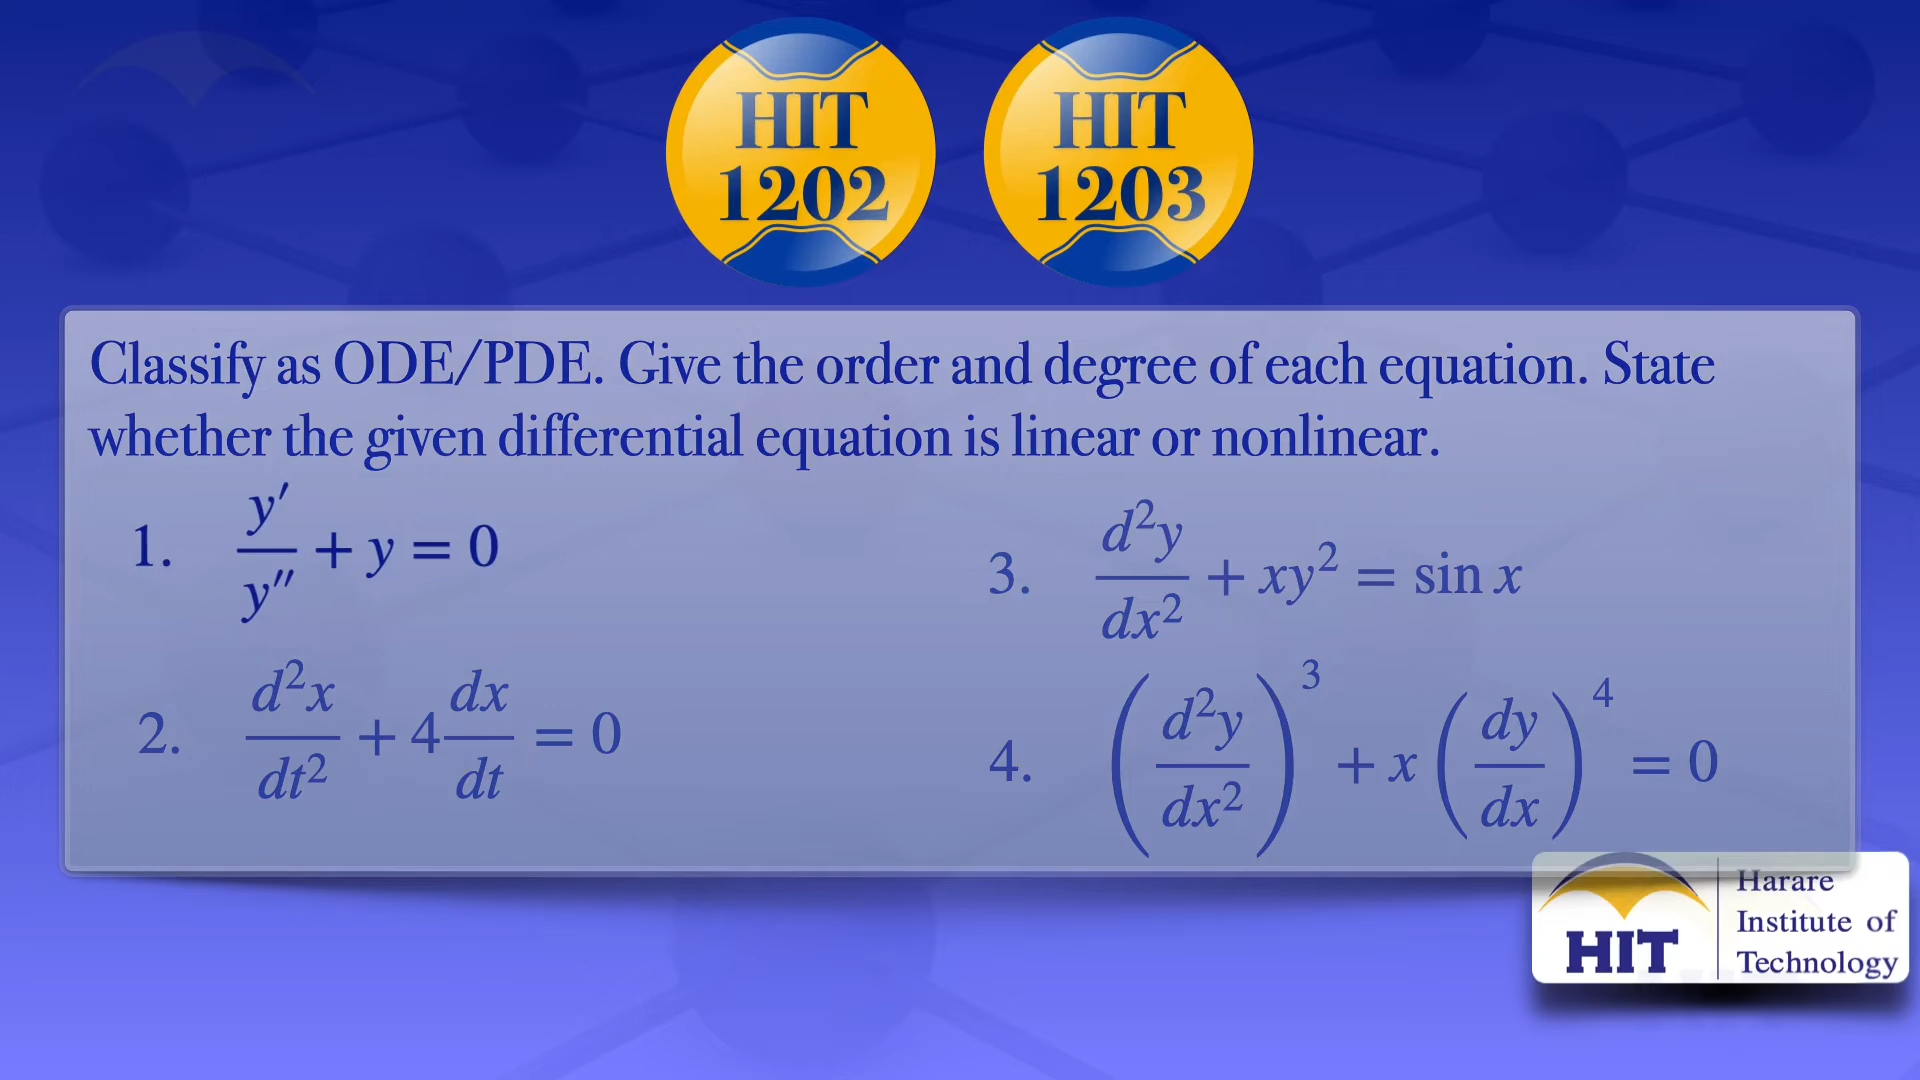 HIT
1202
HIT
1203
Classify as ODE/PDE. Give the order and degree of each equation. State
whether the given differential equation is linear or nonlinear.
1. y′/y″ + y = 0
2. d²x/dt² + 4 dx/dt = 0
3. d²y/dx² + xy² = sin x
4. (d²y/dx²)³ + x (dy/dx)⁴ = 0
HIT
Harare
Institute of
Technology